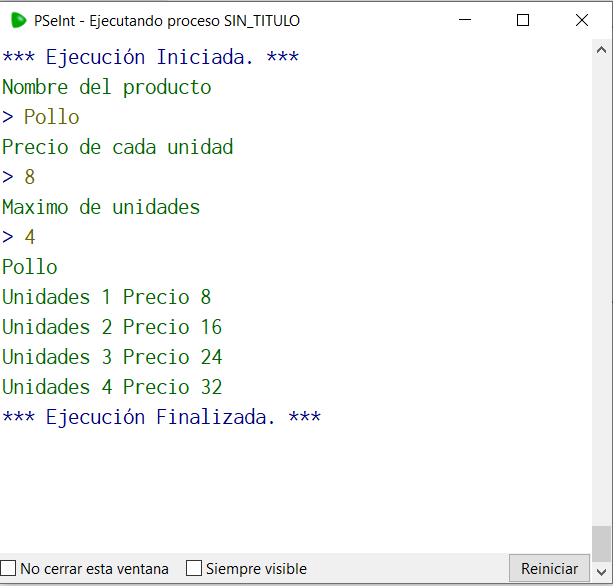 PSeInt - Ejecutando proceso SIN_TITULO
*** Ejecución Iniciada. ***
Nombre del producto
> Pollo
Precio de cada unidad
> 8
Maximo de unidades
> 4
Pollo
Unidades 1 Precio 8
Unidades 2 Precio 16
Unidades 3 Precio 24
Unidades 4 Precio 32
*** Ejecución Finalizada. ***
No cerrar esta ventana Siempre visible Reiniciar